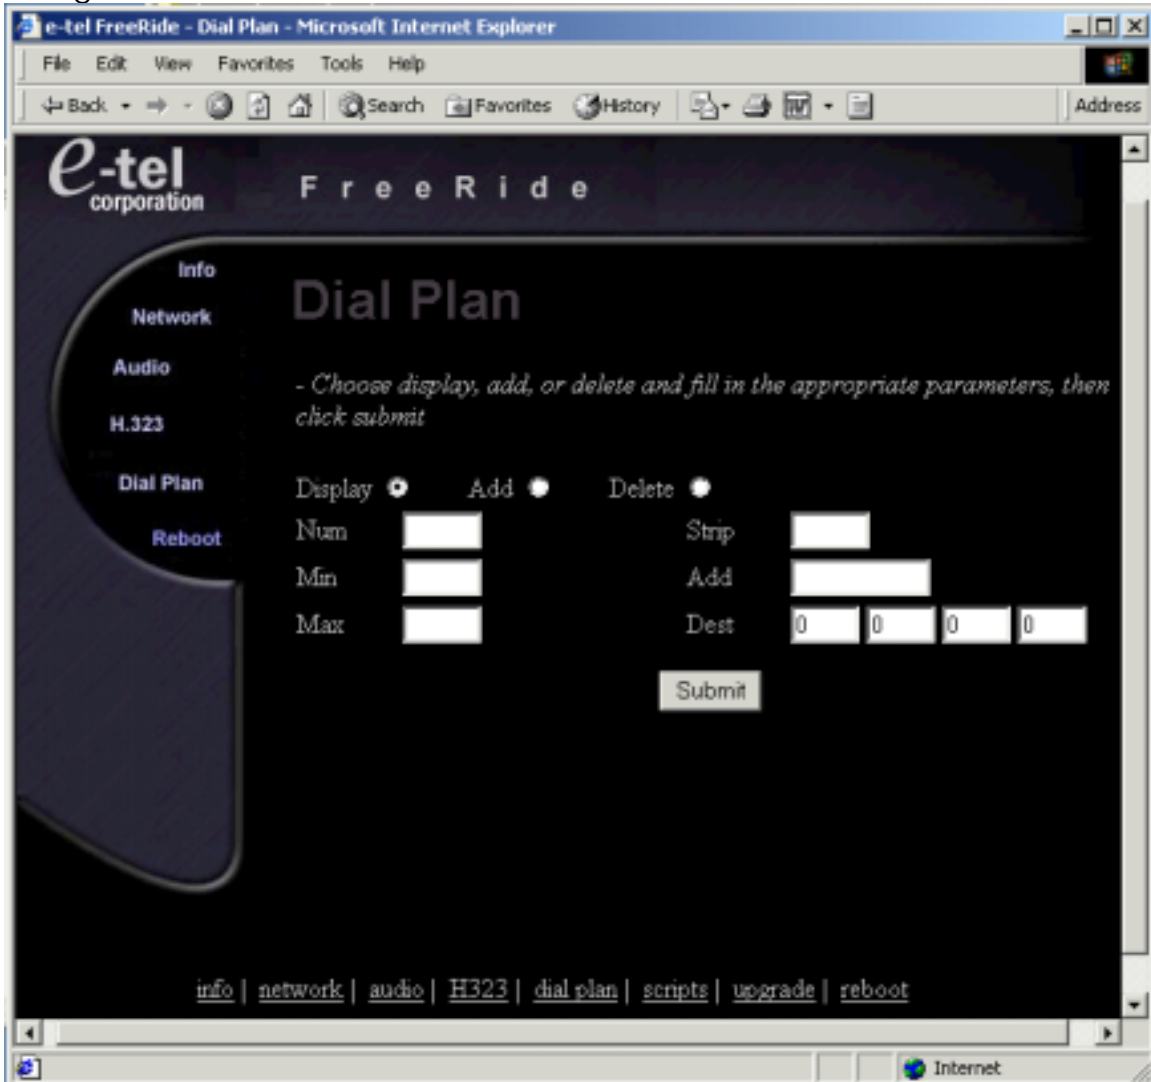 e-tel FreeRide - Dial Plan - Microsoft Internet Explorer
File Edit View Favorites Tools Help
Back Search Favorites History Address
e-tel
corporation
FreeRide
Info
Network
Audio
H.323
Dial Plan
Reboot
Dial Plan
- Choose display, add, or delete and fill in the appropriate parameters, then
click submit
Display Add Delete
Num Strip
Min Add
Max Dest 0 0 0 0
Submit
info | network | audio | H323 | dial plan | scripts | upgrade | reboot
Internet